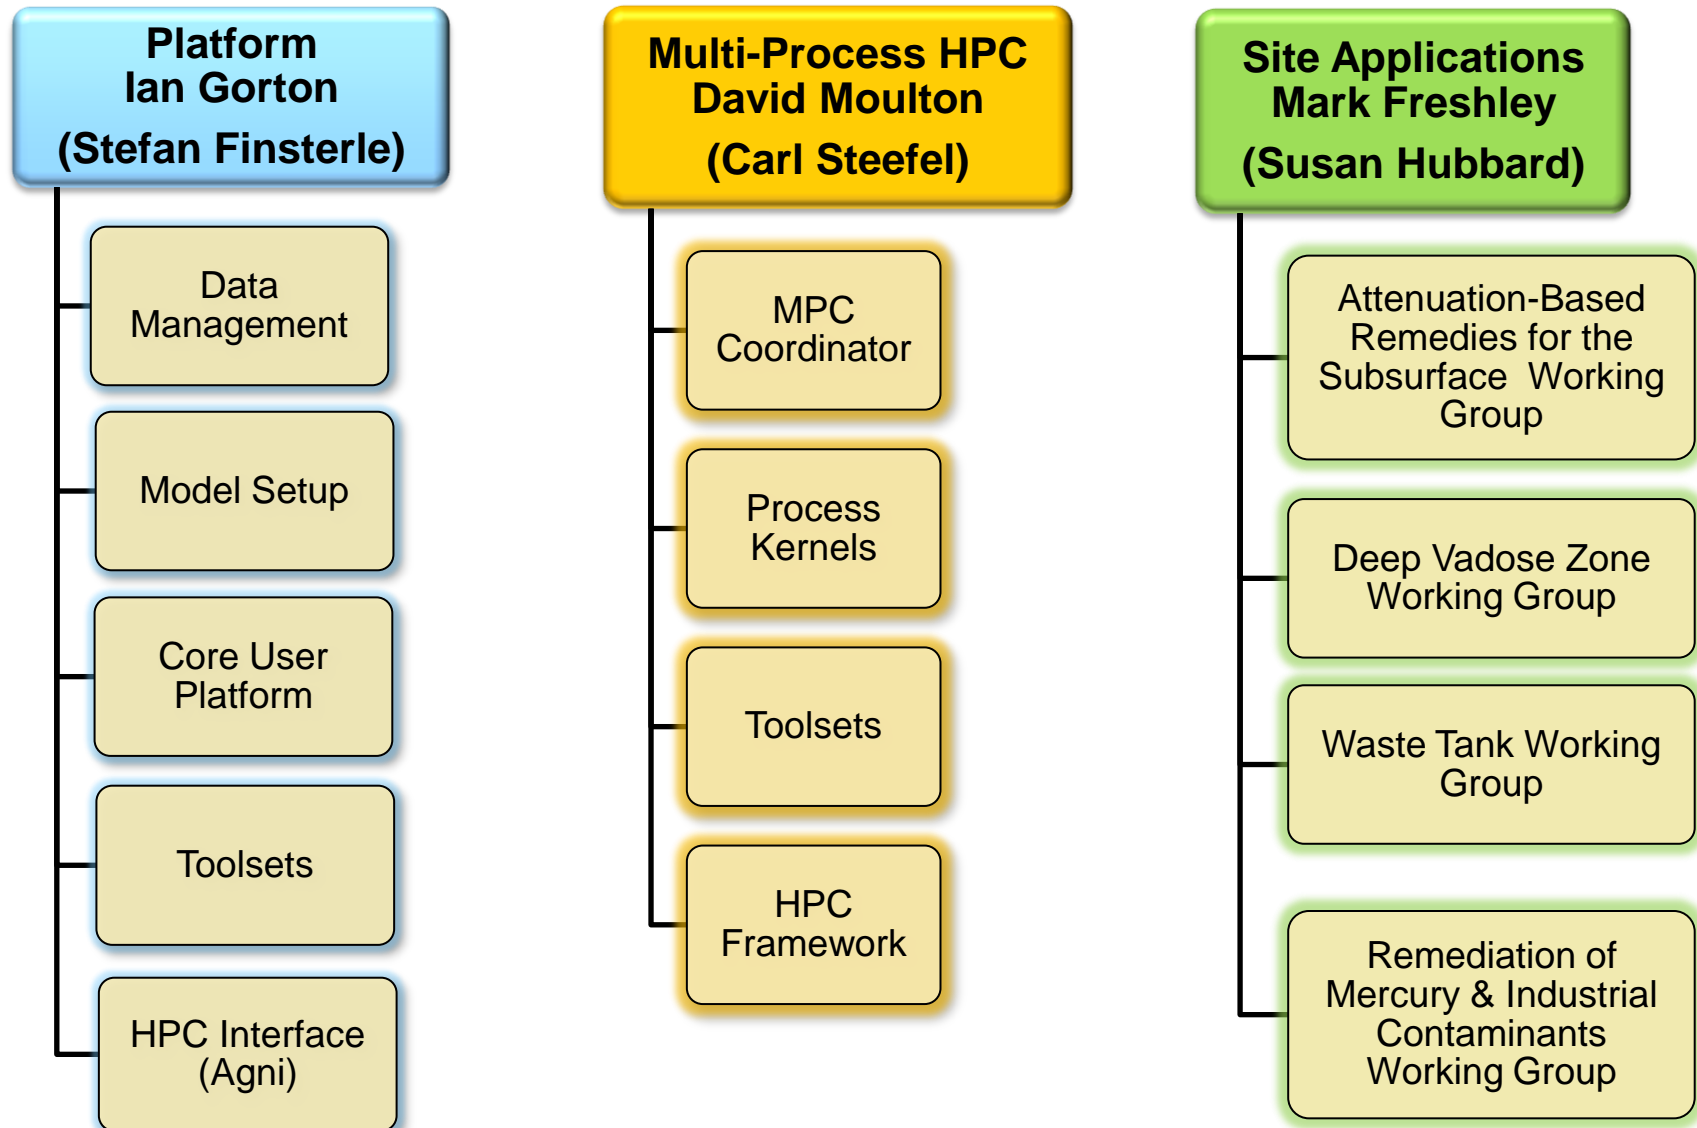 Platform
Ian Gorton
(Stefan Finsterle)
Data
Management
Model Setup
Core User
Platform
Toolsets
HPC Interface
(Agni)
Multi-Process HPC
David Moulton
(Carl Steefel)
MPC
Coordinator
Process
Kernels
Toolsets
HPC
Framework
Site Applications
Mark Freshley
(Susan Hubbard)
Attenuation-Based
Remedies for the
Subsurface Working
Group
Deep Vadose Zone
Working Group
Waste Tank Working
Group
Remediation of
Mercury & Industrial
Contaminants
Working Group